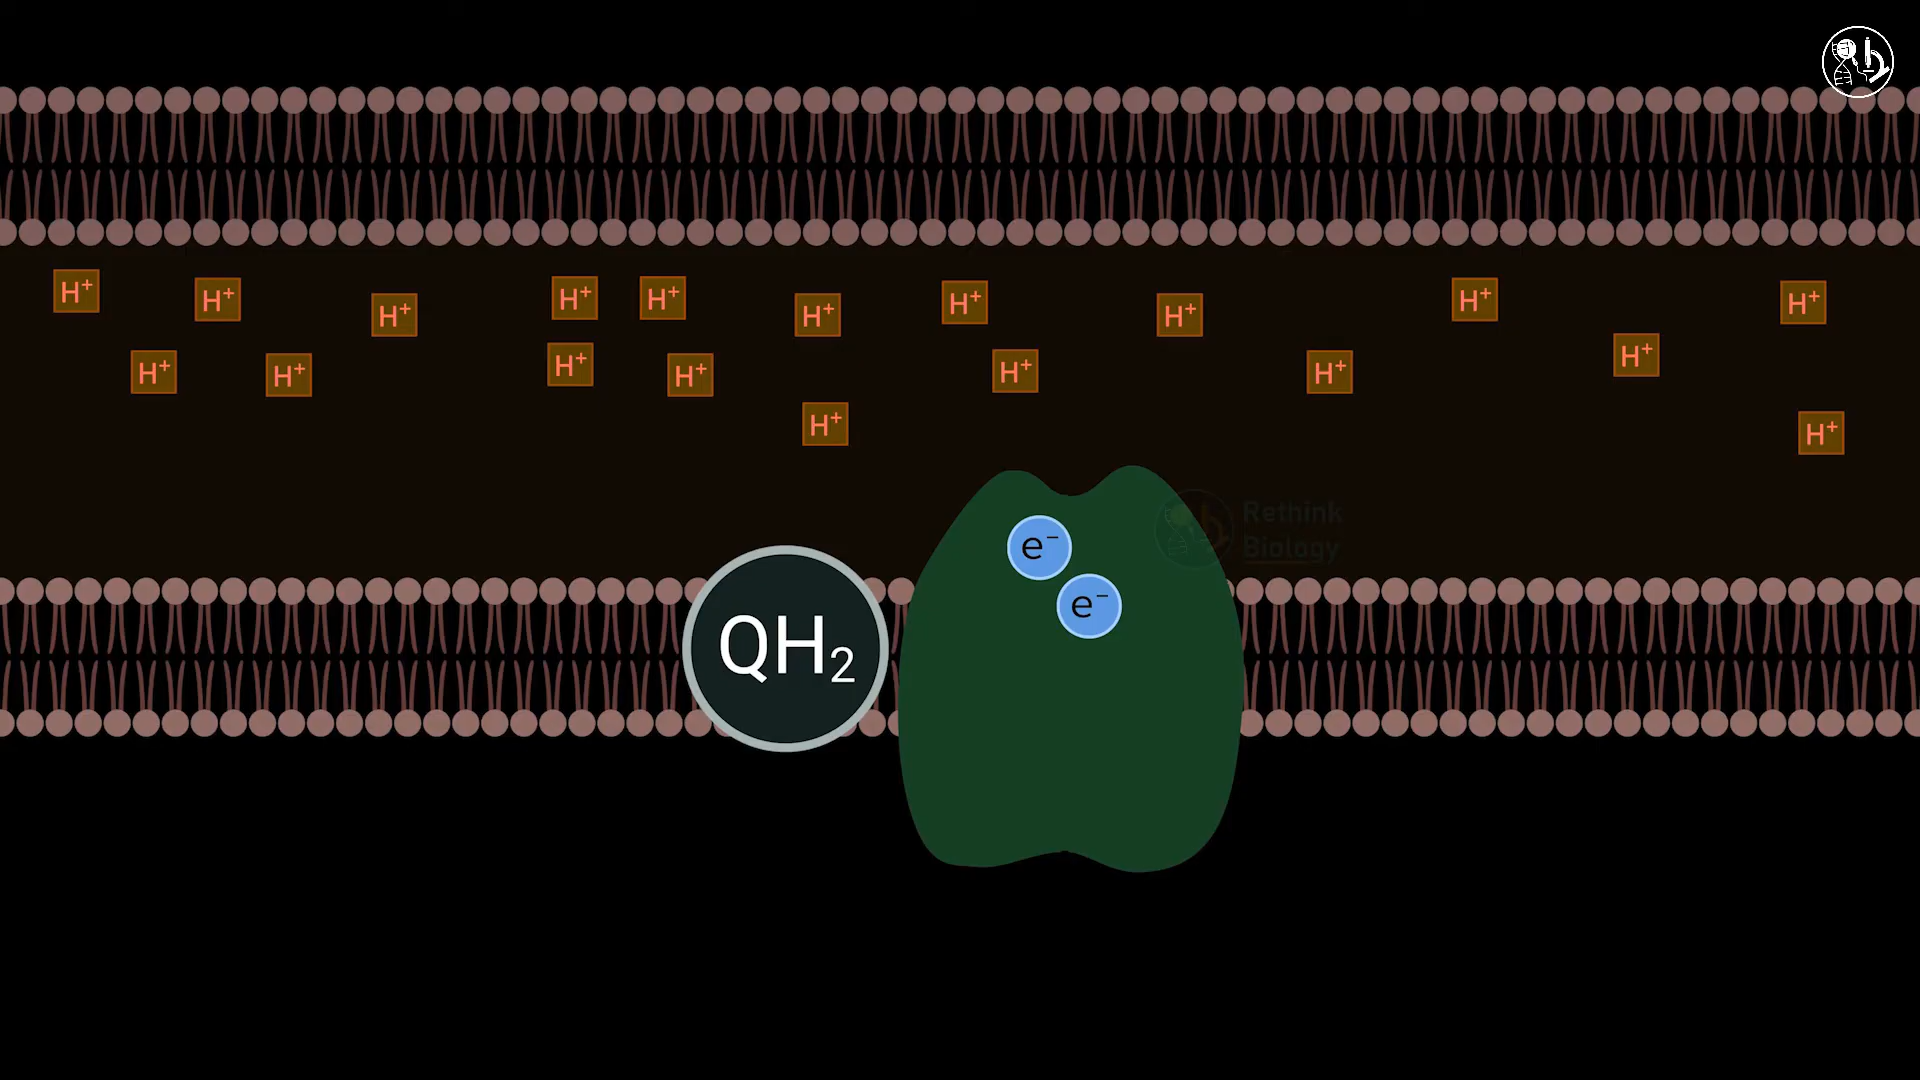 H⁺ H⁺ H⁺ H⁺ H⁺ H⁺ H⁺ H⁺ H⁺ H⁺
H⁺ H⁺ H⁺ H⁺ H⁺ H⁺ H⁺
H⁺ H⁺
Rethink
Biology
e⁻
e⁻
QH₂